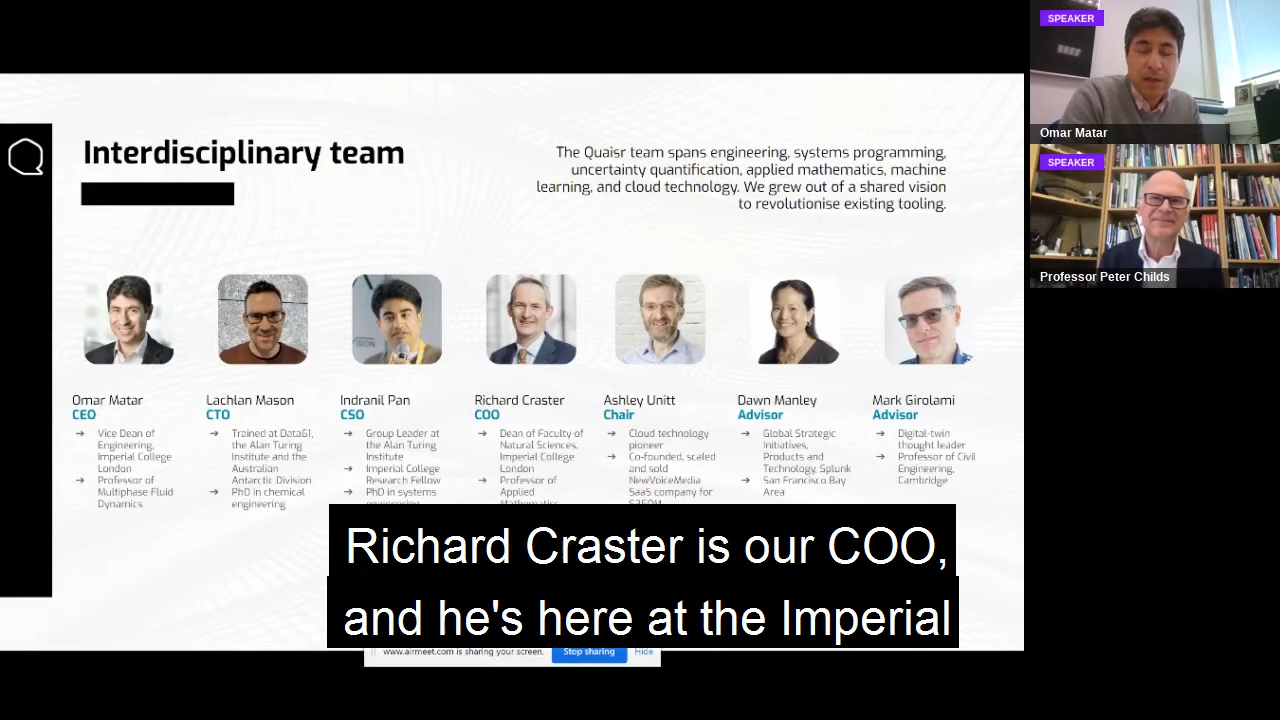 Interdisciplinary team
The Quaisr team spans engineering, systems programming,
uncertainty quantification, applied mathematics, machine
learning, and cloud technology. We grew out of a shared vision
to revolutionise existing tooling.
Omar Matar
CEO
➔ Vice Dean of
Engineering,
Imperial College
London
➔ Professor of
Multiphase Fluid
Dynamics
Lachlan Mason
CTO
➔ Trained at Data61,
the Alan Turing
Institute and the
Australian
Antarctic Division
➔ PhD in chemical
engineering
Indranil Pan
CSO
➔ Group Leader at
the Alan Turing
Institute
➔ Imperial College
Research Fellow
➔ PhD in systems
engineering
Richard Craster
COO
➔ Dean of Faculty of
Natural Sciences,
Imperial College
London
➔ Professor of
Applied
Mathematics
Ashley Unitt
Chair
➔ Cloud technology
pioneer
➔ Co-founded, scaled
and sold
NewVoiceMedia
SaaS company for
$350M
Dawn Manley
Advisor
➔ Global Strategic
Initiatives,
Products and
Technology, Splunk
➔ San Francisco Bay
Area
Mark Girolami
Advisor
➔ Digital-twin
thought leader
➔ Professor of Civil
Engineering,
Cambridge
Richard Craster is our COO,
and he's here at the Imperial
www.airmeet.com is sharing your screen.
Stop sharing
Hide
SPEAKER
Omar Matar
SPEAKER
Professor Peter Childs